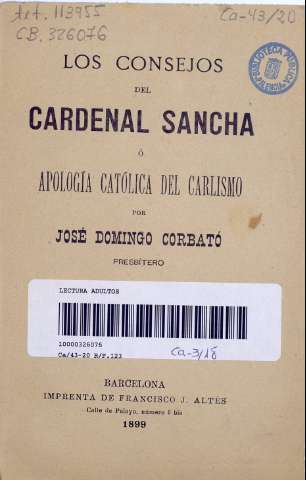 tit. 113955
CB. 326076
Ca-43/20
LOS CONSEJOS
DEL
CARDENAL SANCHA
Ó
APOLOGÍA CATÓLICA DEL CARLISMO
POR
JOSÉ DOMINGO CORBATÓ
PRESBÍTERO
LECTURA ADULTOS
10000326076
Ca/43-20 R/F.123
Ca-3/18
BARCELONA
IMPRENTA DE FRANCISCO J. ALTÉS
Calle de Pelayo, número 6 bis
1899